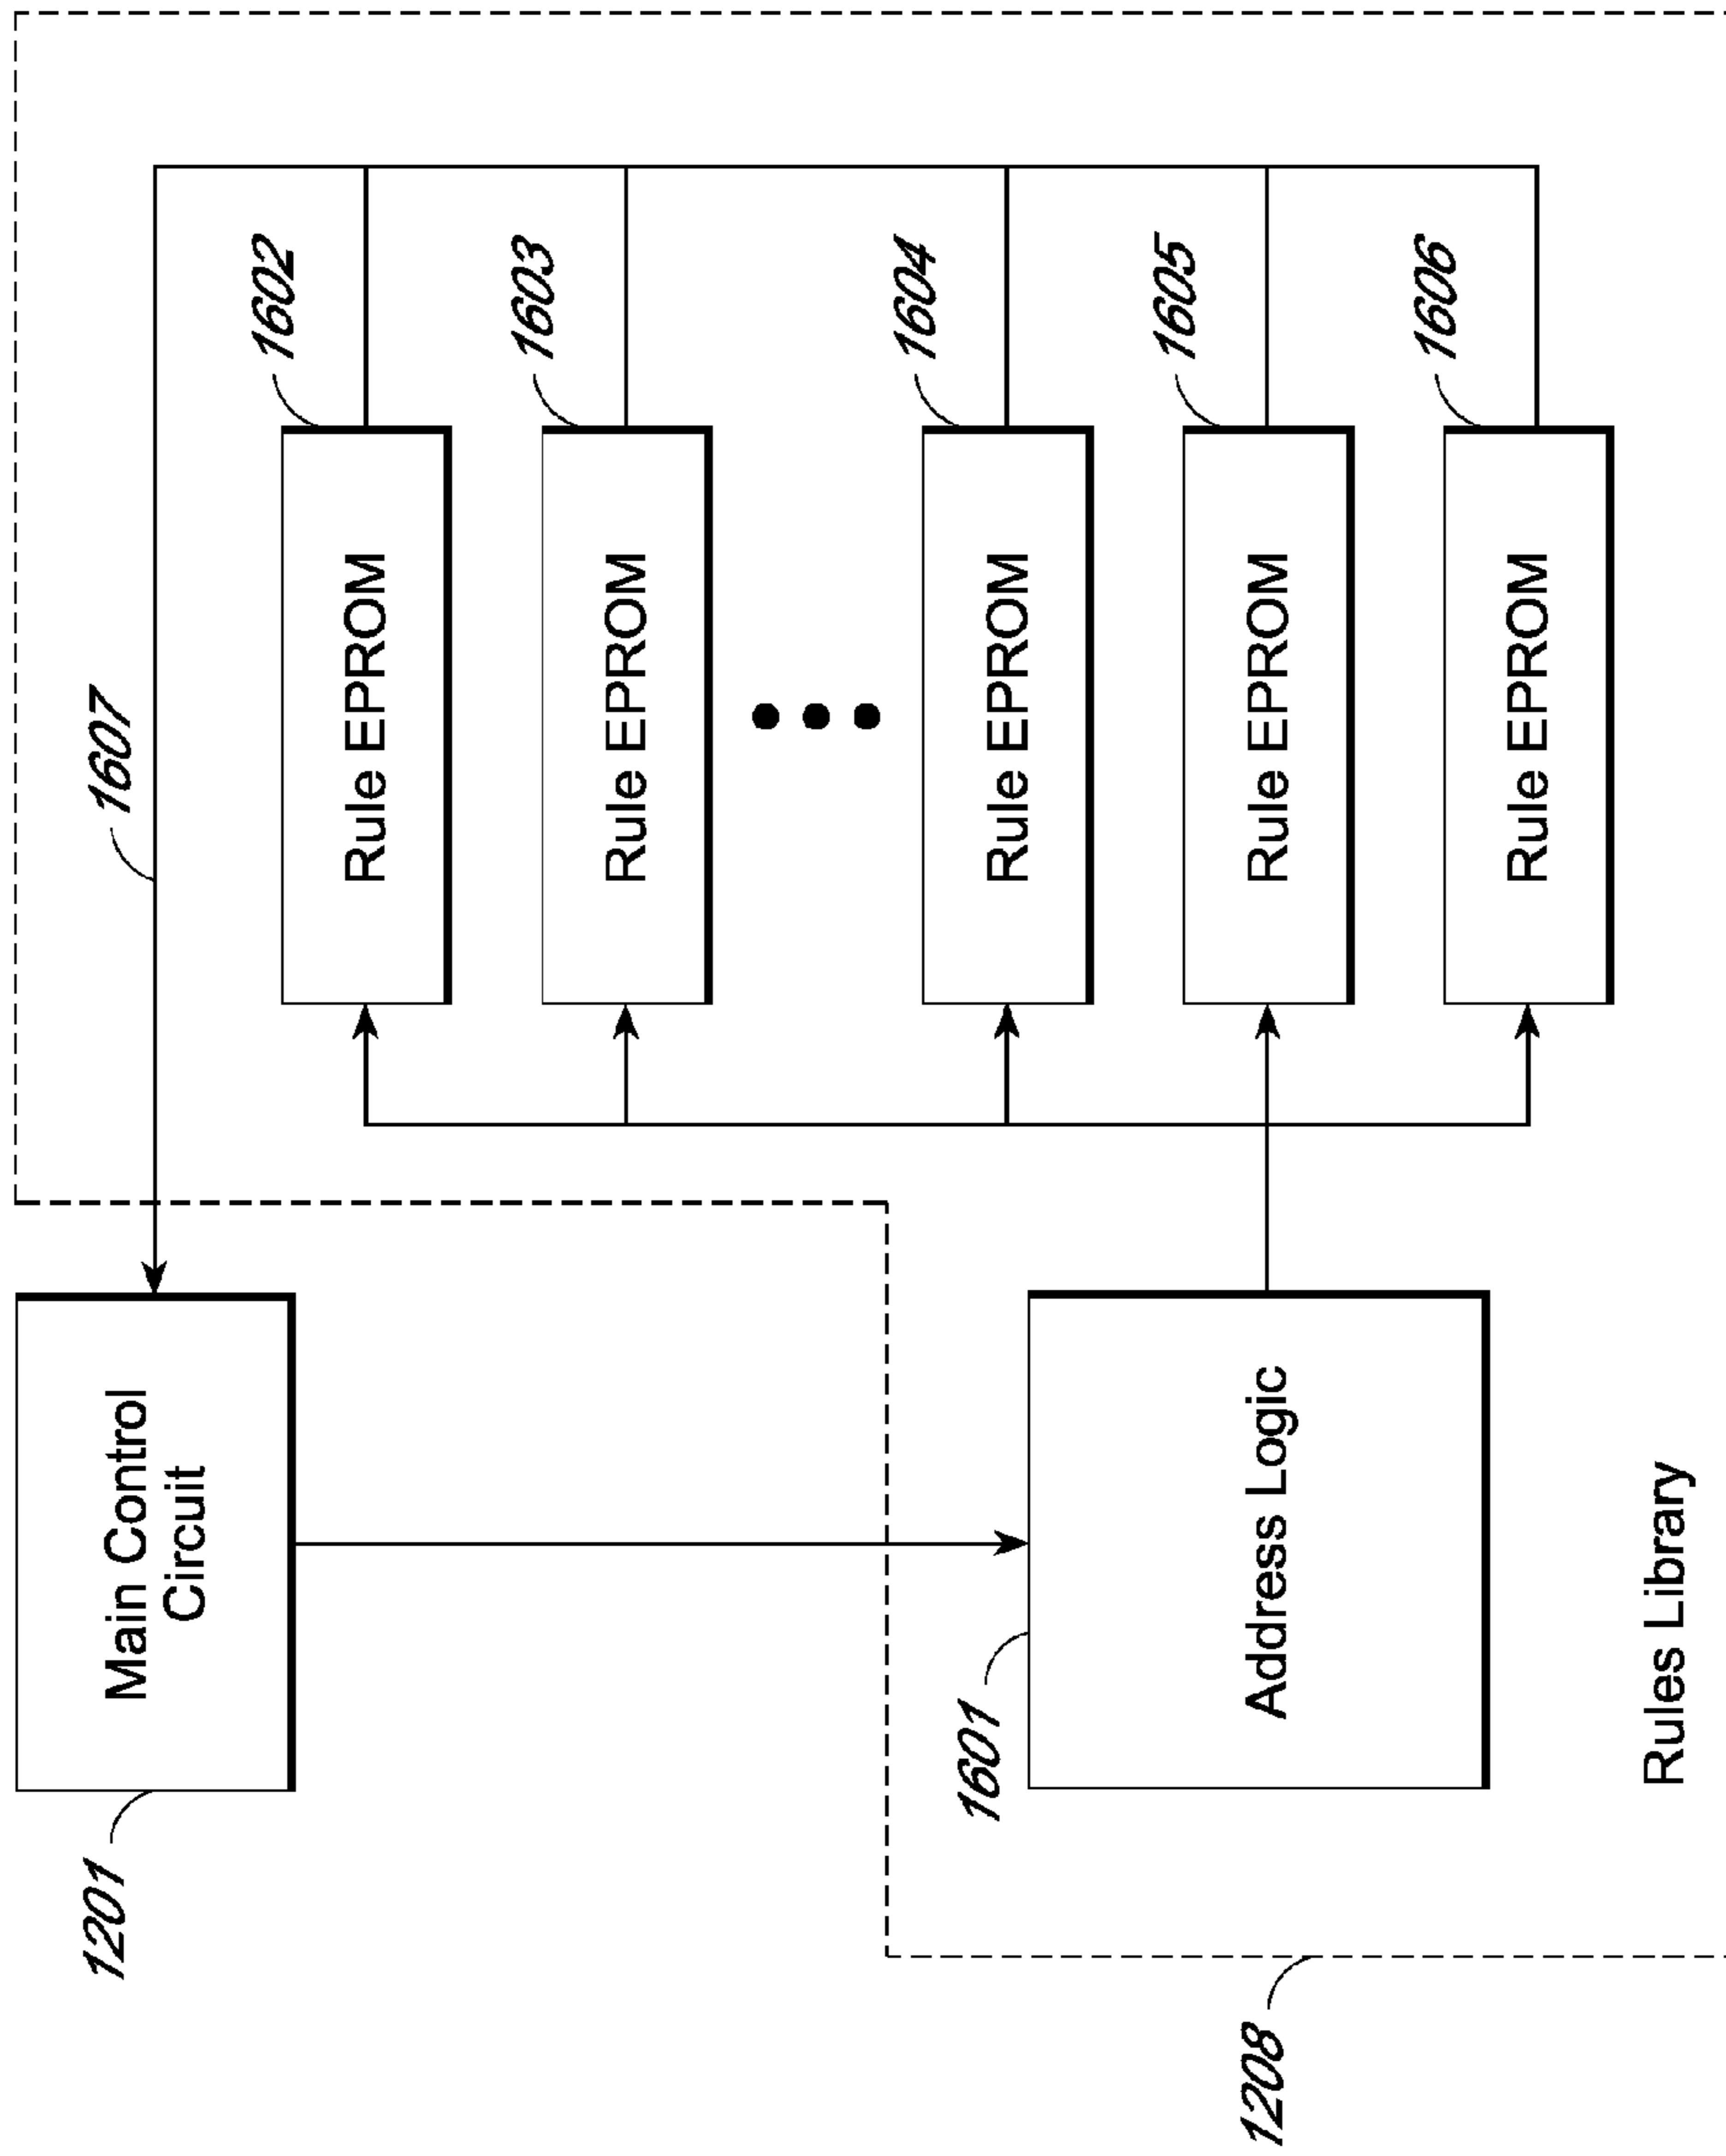 1201
Main Control
Circuit
1607
1602
Rule EPROM
1603
Rule EPROM
1604
Rule EPROM
1605
Rule EPROM
1606
Rule EPROM
1601
Address Logic
1208
Rules Library